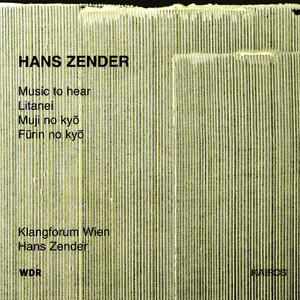 HANS ZENDER
Music to hear
Litanei
Muji no kyō
Fūrin no kyō
Klangforum Wien
Hans Zender
WDR
KAIROS